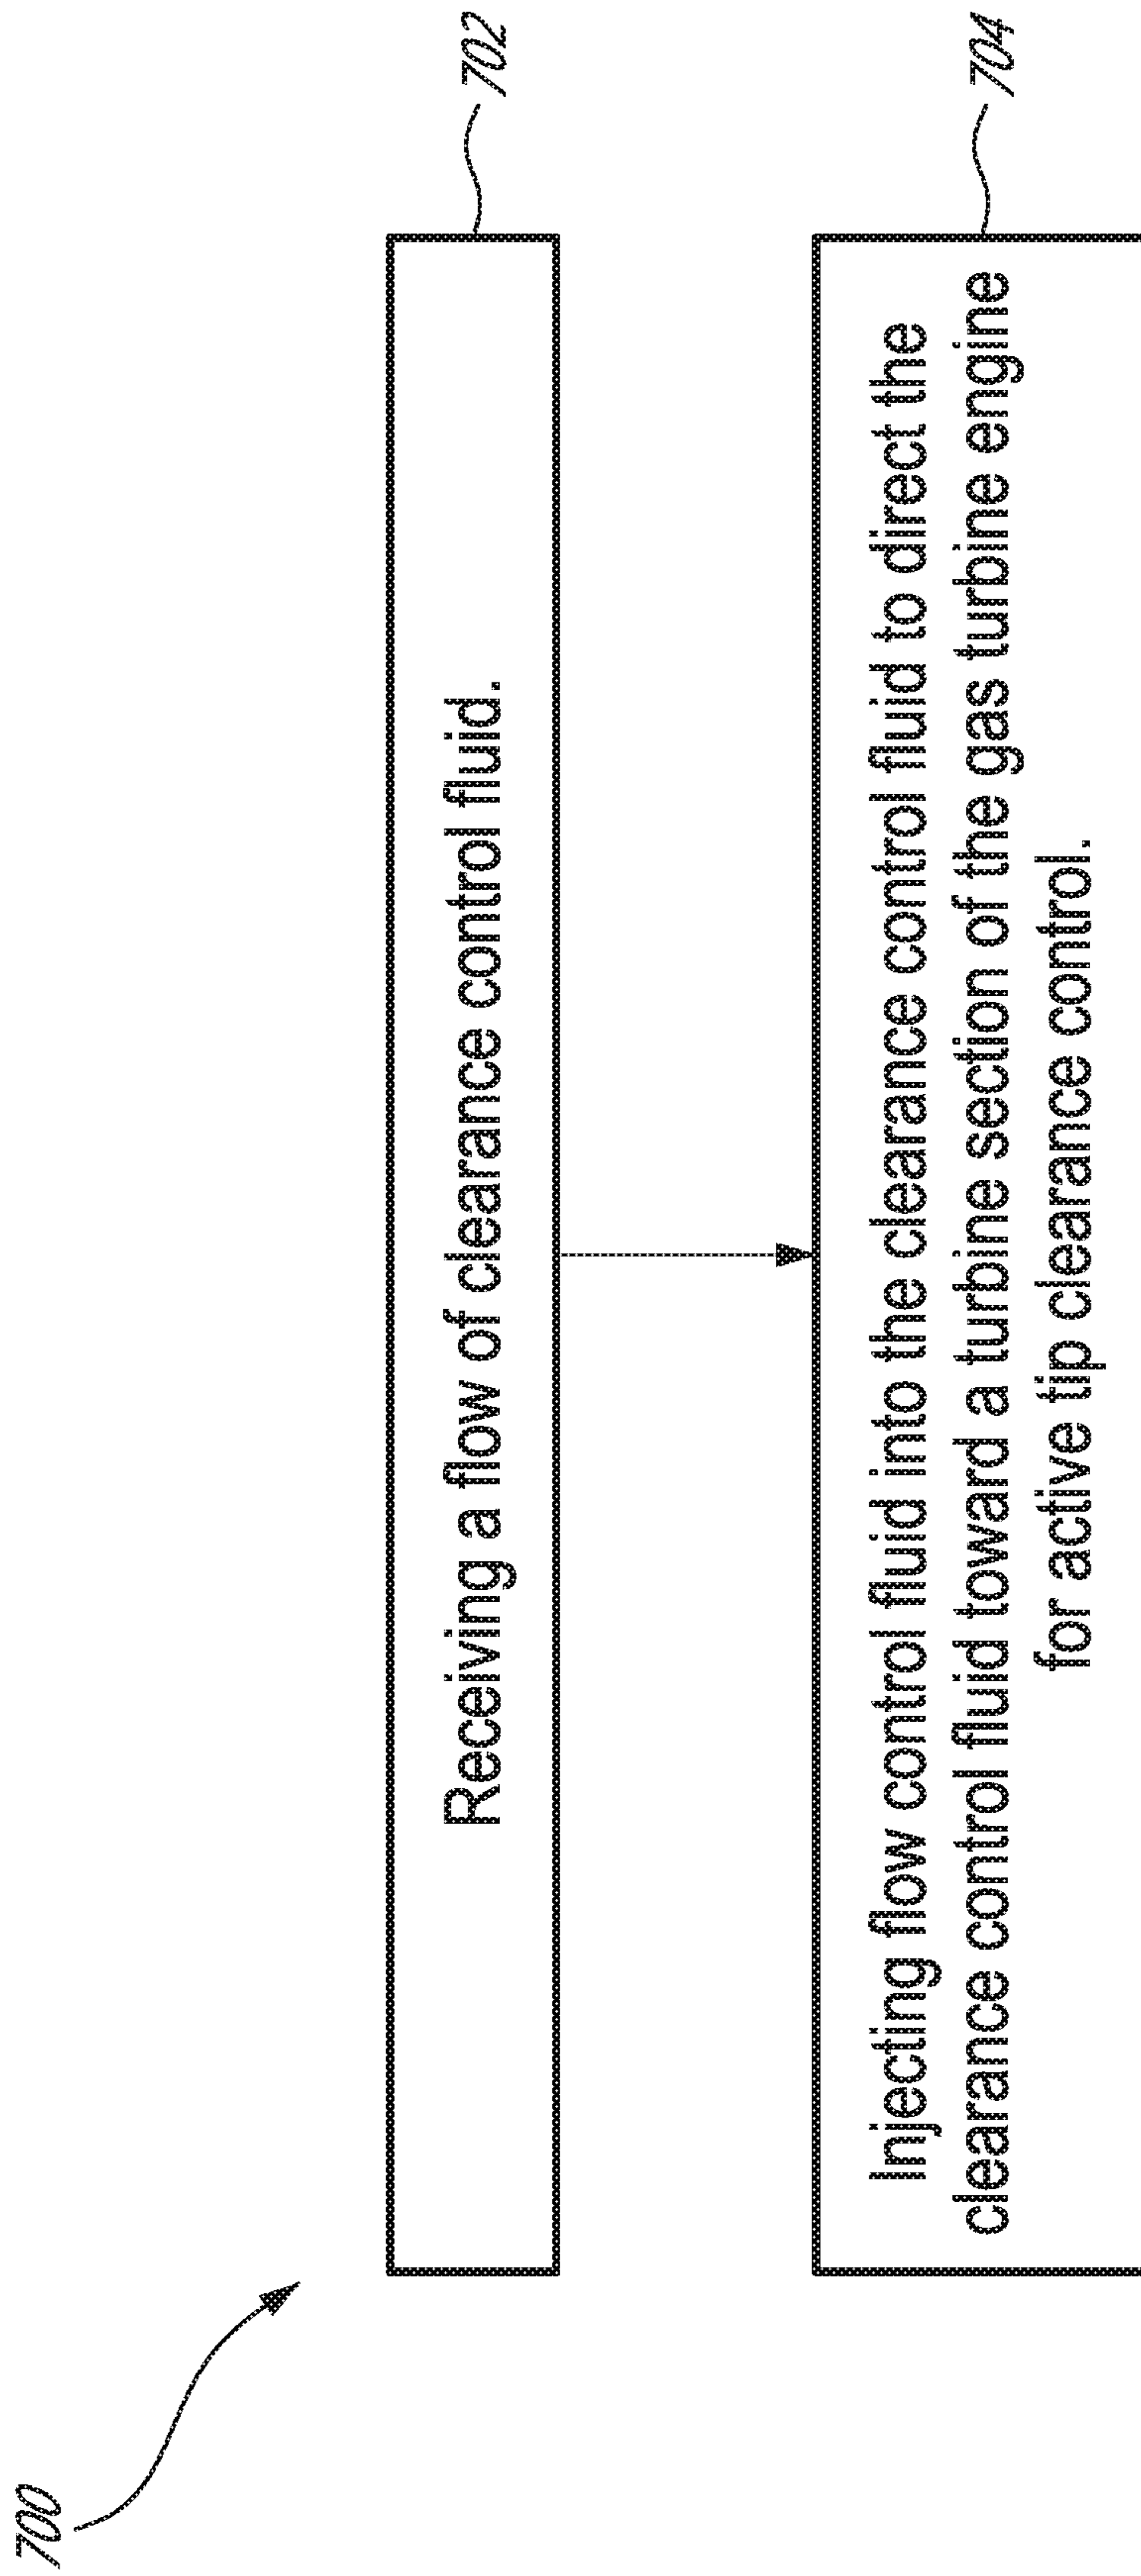 700
Receiving a flow of clearance control fluid.
702
Injecting flow control fluid into the clearance control fluid to direct the
clearance control fluid toward a turbine section of the gas turbine engine
for active tip clearance control.
704